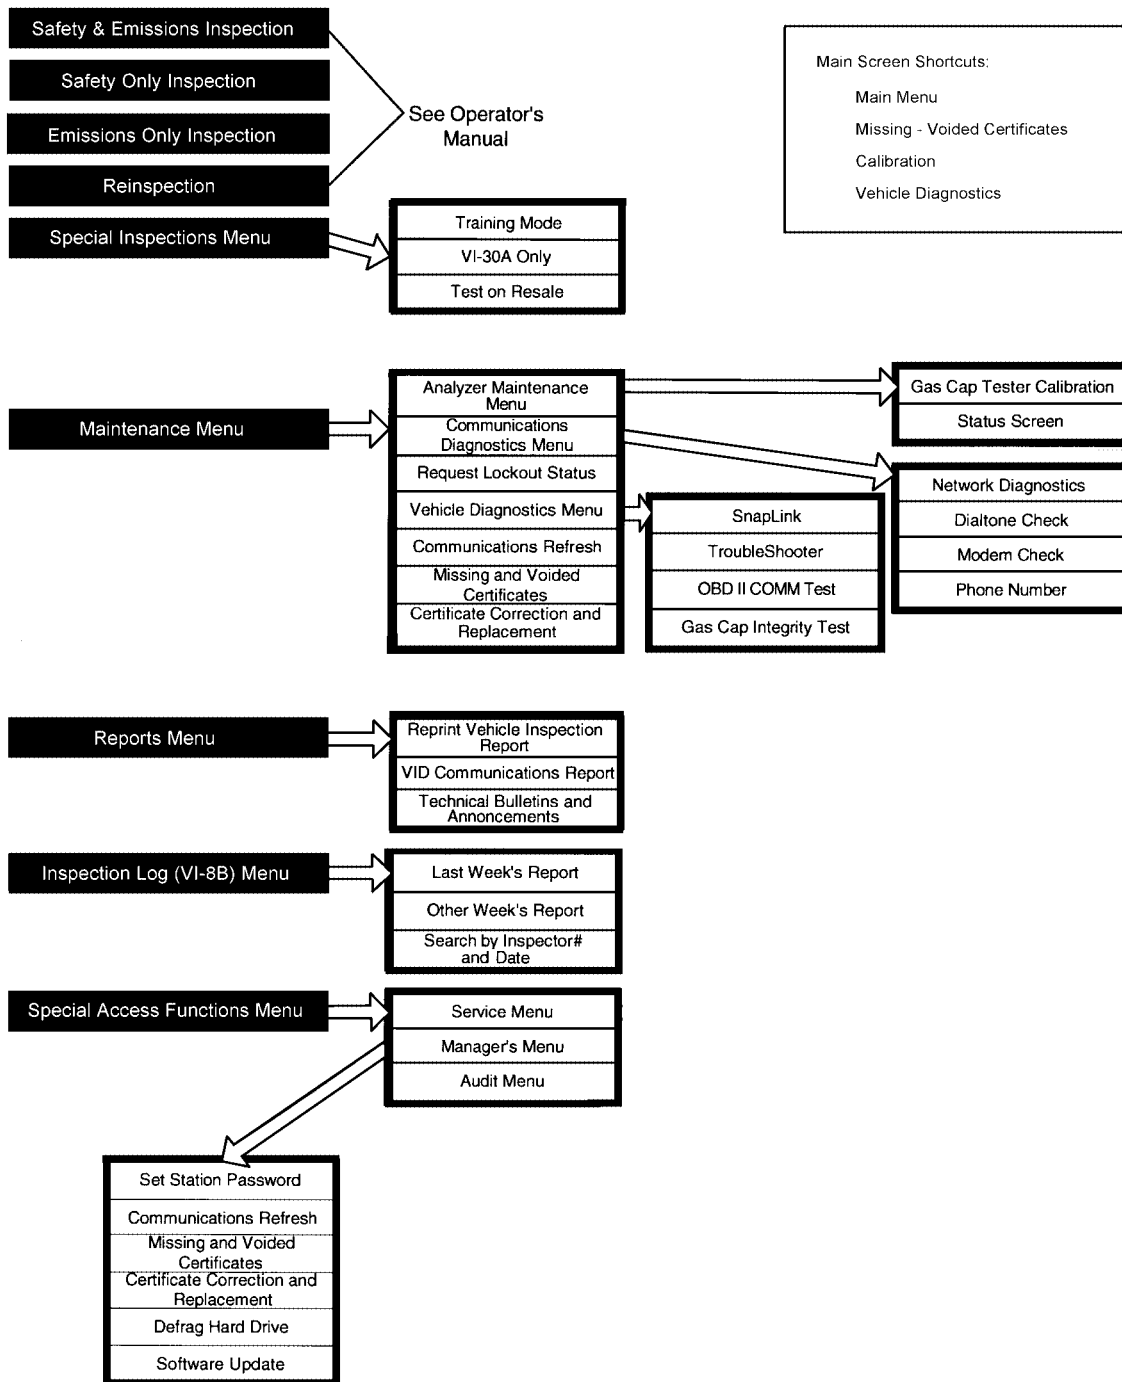 Safety & Emissions Inspection
Safety Only Inspection
Emissions Only Inspection
Reinspection
See Operator's
Manual
Main Screen Shortcuts:
Main Menu
Missing - Voided Certificates
Calibration
Vehicle Diagnostics
Special Inspections Menu
Training Mode
VI-30A Only
Test on Resale
Maintenance Menu
Analyzer Maintenance
Menu
Communications
Diagnostics Menu
Request Lockout Status
Vehicle Diagnostics Menu
Communications Refresh
Missing and Voided
Certificates
Certificate Correction and
Replacement
Gas Cap Tester Calibration
Status Screen
Network Diagnostics
Dialtone Check
Modem Check
Phone Number
SnapLink
TroubleShooter
OBD II COMM Test
Gas Cap Integrity Test
Reports Menu
Reprint Vehicle Inspection
Report
VID Communications Report
Technical Bulletins and
Annoncements
Inspection Log (VI-8B) Menu
Last Week's Report
Other Week's Report
Search by Inspector#
and Date
Special Access Functions Menu
Service Menu
Manager's Menu
Audit Menu
Set Station Password
Communications Refresh
Missing and Voided
Certificates
Certificate Correction and
Replacement
Defrag Hard Drive
Software Update